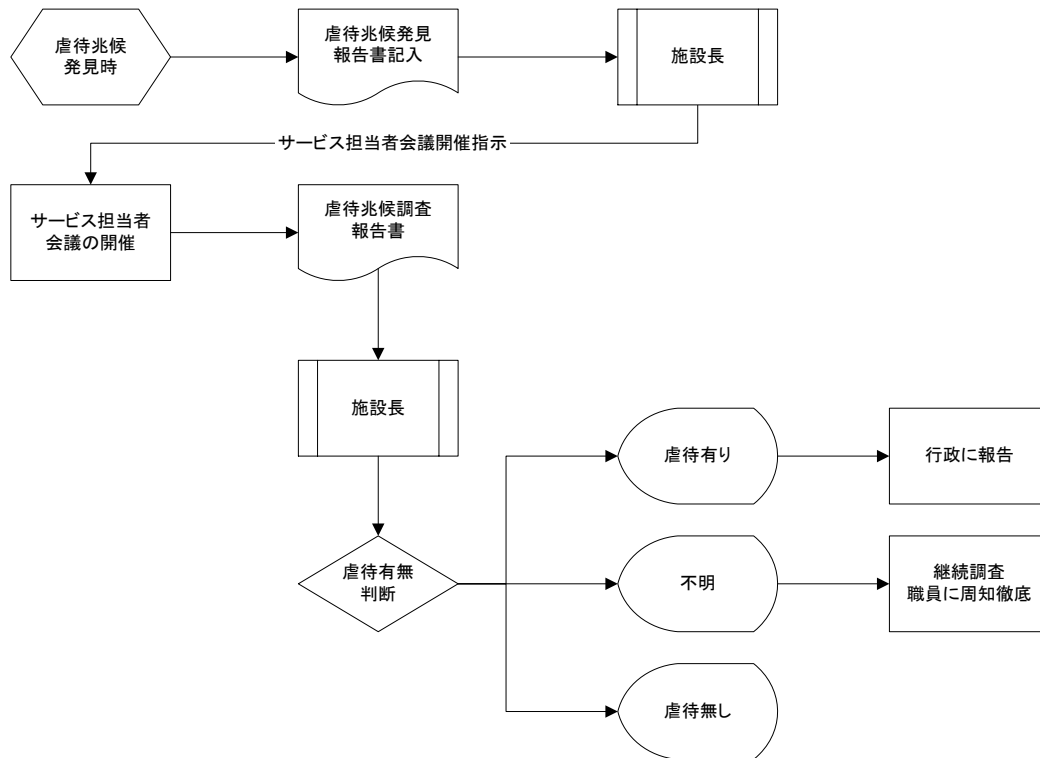 虐待兆候
発見時
虐待兆候発見
報告書記入
施設長
サービス担当者会議開催指示
サービス担当者
会議の開催
虐待兆候調査
報告書
施設長
虐待有無
判断
虐待有り
行政に報告
不明
継続調査
職員に周知徹底
虐待無し